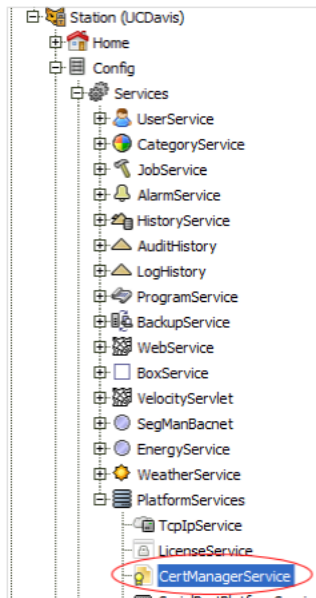 Station (UCDavis)
Home
Config
Services
UserService
CategoryService
JobService
AlarmService
HistoryService
AuditHistory
LogHistory
ProgramService
BackupService
WebService
BoxService
VelocityServlet
SegManBacnet
EnergyService
WeatherService
PlatformServices
TcpIpService
LicenseService
CertManagerService